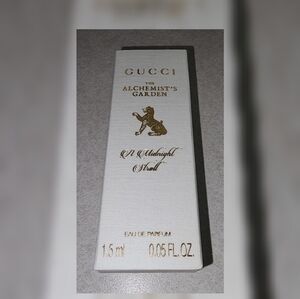 GUCCI
THE
ALCHEMIST'S
GARDEN
A Midnight
Stroll
EAU DE PARFUM
1.5 ml 0.05 FL.OZ.